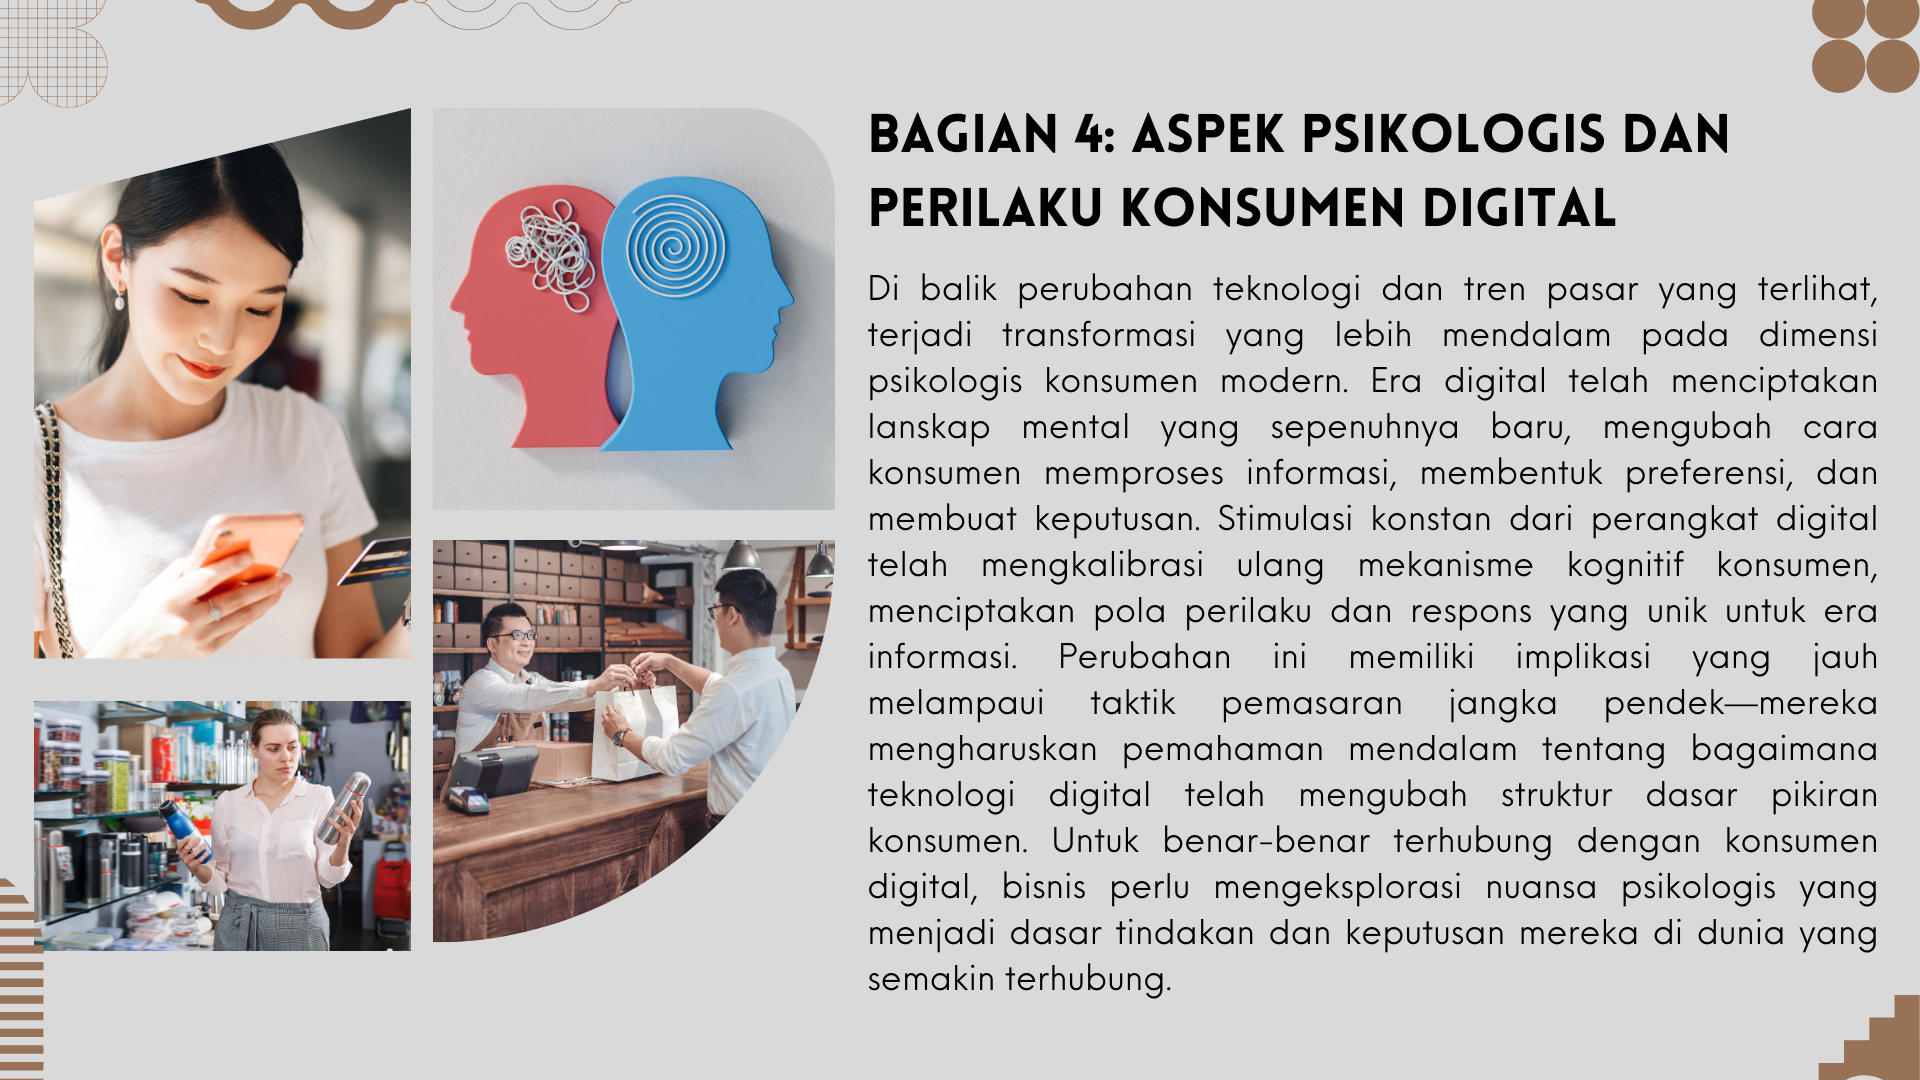 BAGIAN 4: ASPEK PSIKOLOGIS DAN
PERILAKU KONSUMEN DIGITAL
Di balik perubahan teknologi dan tren pasar yang terlihat,
terjadi transformasi yang lebih mendalam pada dimensi
psikologis konsumen modern. Era digital telah menciptakan
lanskap mental yang sepenuhnya baru, mengubah cara
konsumen memproses informasi, membentuk preferensi, dan
membuat keputusan. Stimulasi konstan dari perangkat digital
telah mengkalibrasi ulang mekanisme kognitif konsumen,
menciptakan pola perilaku dan respons yang unik untuk era
informasi. Perubahan ini memiliki implikasi yang jauh
melampaui taktik pemasaran jangka pendek—mereka
mengharuskan pemahaman mendalam tentang bagaimana
teknologi digital telah mengubah struktur dasar pikiran
konsumen. Untuk benar-benar terhubung dengan konsumen
digital, bisnis perlu mengeksplorasi nuansa psikologis yang
menjadi dasar tindakan dan keputusan mereka di dunia yang
semakin terhubung.